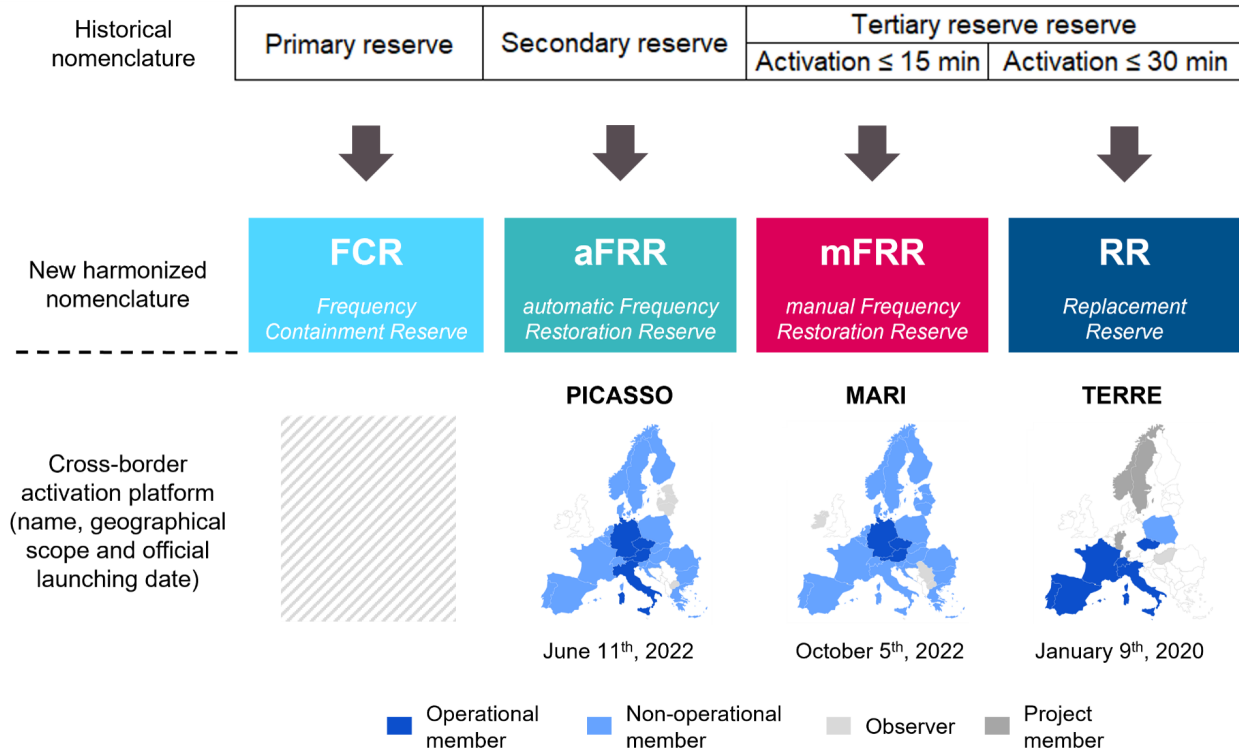 Historical
nomenclature
Primary reserve
Secondary reserve
Tertiary reserve reserve
Activation ≤ 15 min
Activation ≤ 30 min
New harmonized
nomenclature
FCR
Frequency
Containment Reserve
aFRR
automatic Frequency
Restoration Reserve
mFRR
manual Frequency
Restoration Reserve
RR
Replacement
Reserve
Cross-border
activation platform
(name, geographical
scope and official
launching date)
PICASSO
June 11th, 2022
MARI
October 5th, 2022
TERRE
January 9th, 2020
Operational
member
Non-operational
member
Observer
Project
member